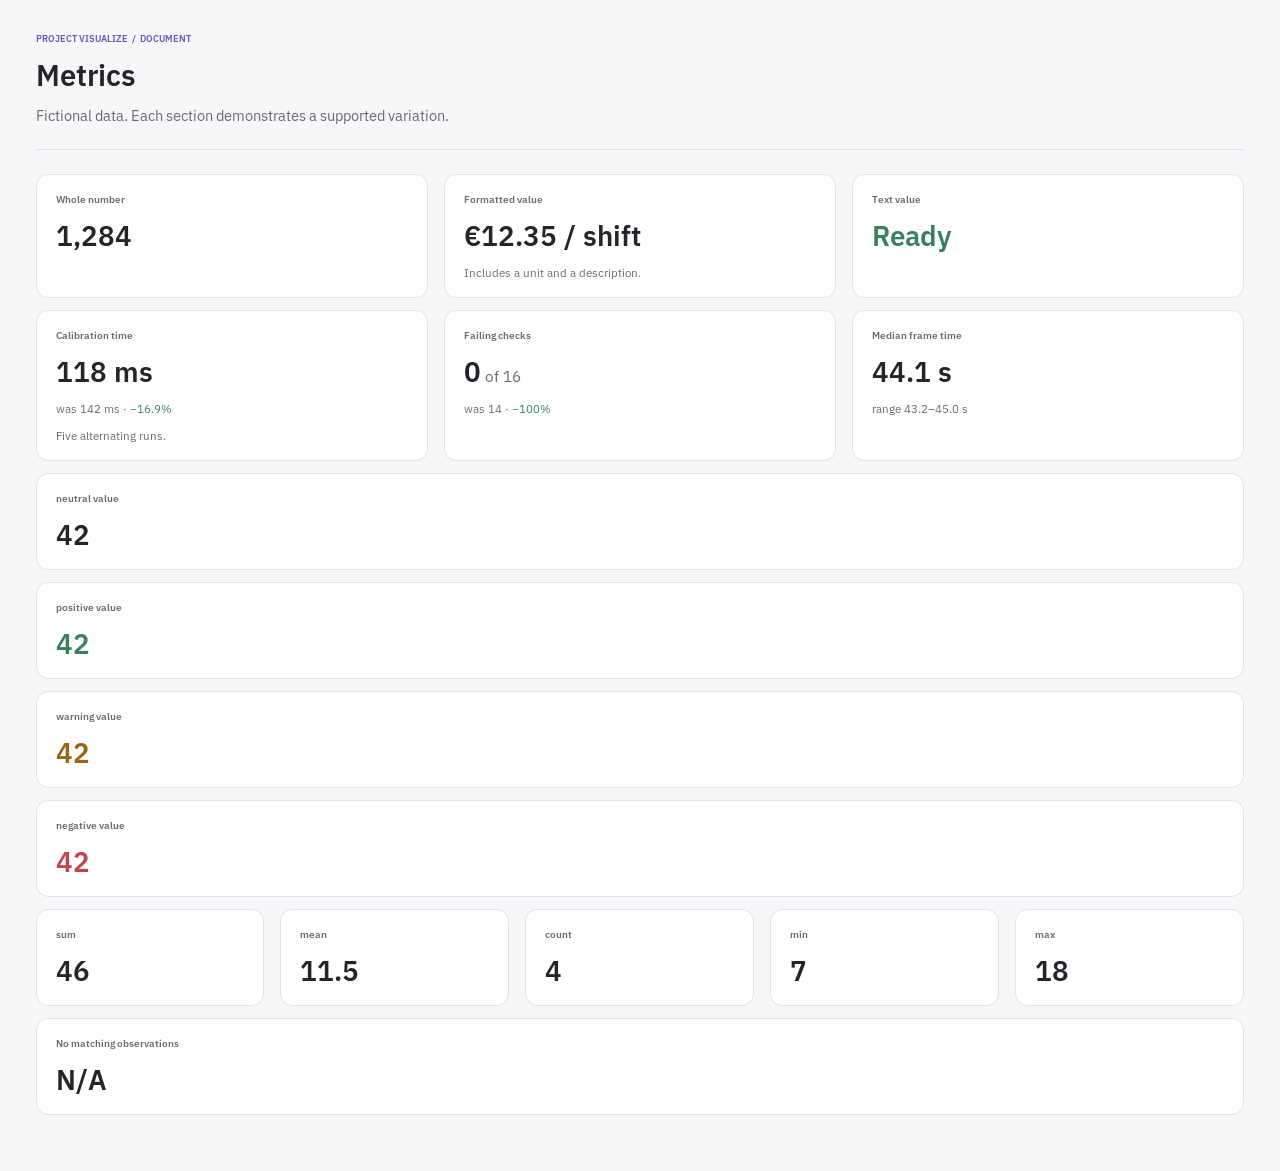 PROJECT VISUALIZE / DOCUMENT
Metrics
Fictional data. Each section demonstrates a supported variation.
Whole number
1,284
Formatted value
€12.35 / shift
Includes a unit and a description.
Text value
Ready
Calibration time
118 ms
was 142 ms · −16.9%
Five alternating runs.
Failing checks
0 of 16
was 14 · −100%
Median frame time
44.1 s
range 43.2–45.0 s
neutral value
42
positive value
42
warning value
42
negative value
42
sum
46
mean
11.5
count
4
min
7
max
18
No matching observations
N/A